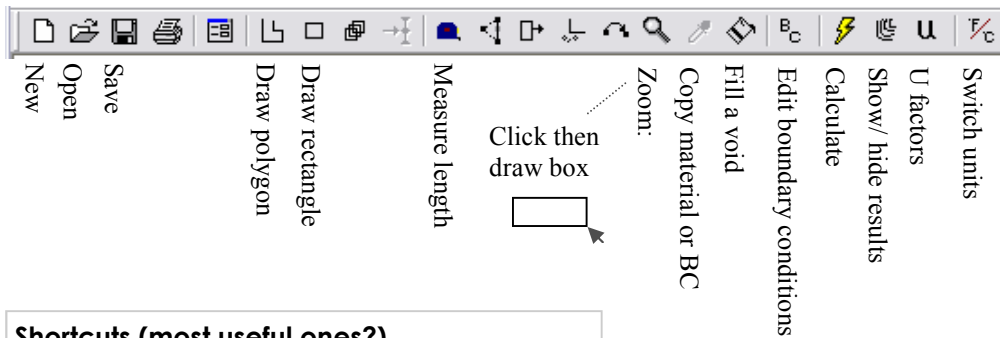 B
C
u
°F/C
New
Open
Save
Draw polygon
Draw rectangle
Measure length
Click then
draw box
Zoom:
Copy material or BC
Fill a void
Edit boundary conditions
Calculate
Show/ hide results
U factors
Switch units
Shortcuts (most useful ones?)